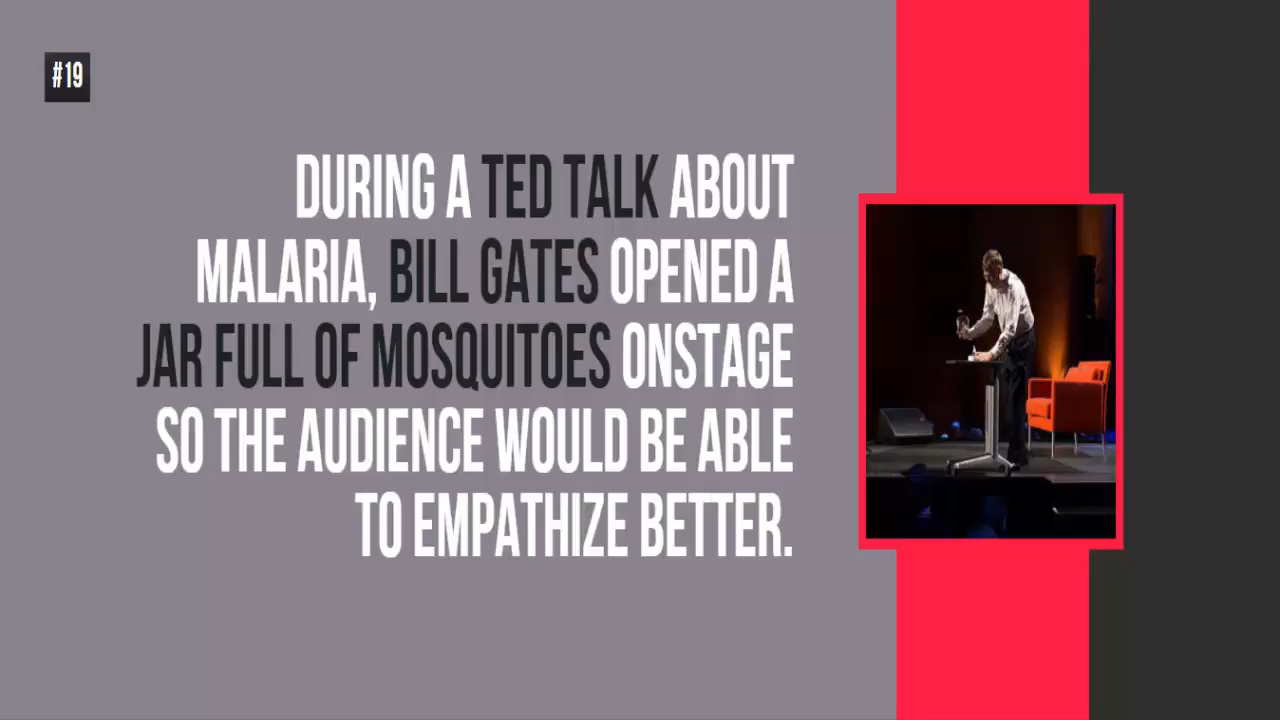 #19
DURING A TED TALK ABOUT
MALARIA, BILL GATES OPENED A
JAR FULL OF MOSQUITOES ONSTAGE
SO THE AUDIENCE WOULD BE ABLE
TO EMPATHIZE BETTER.